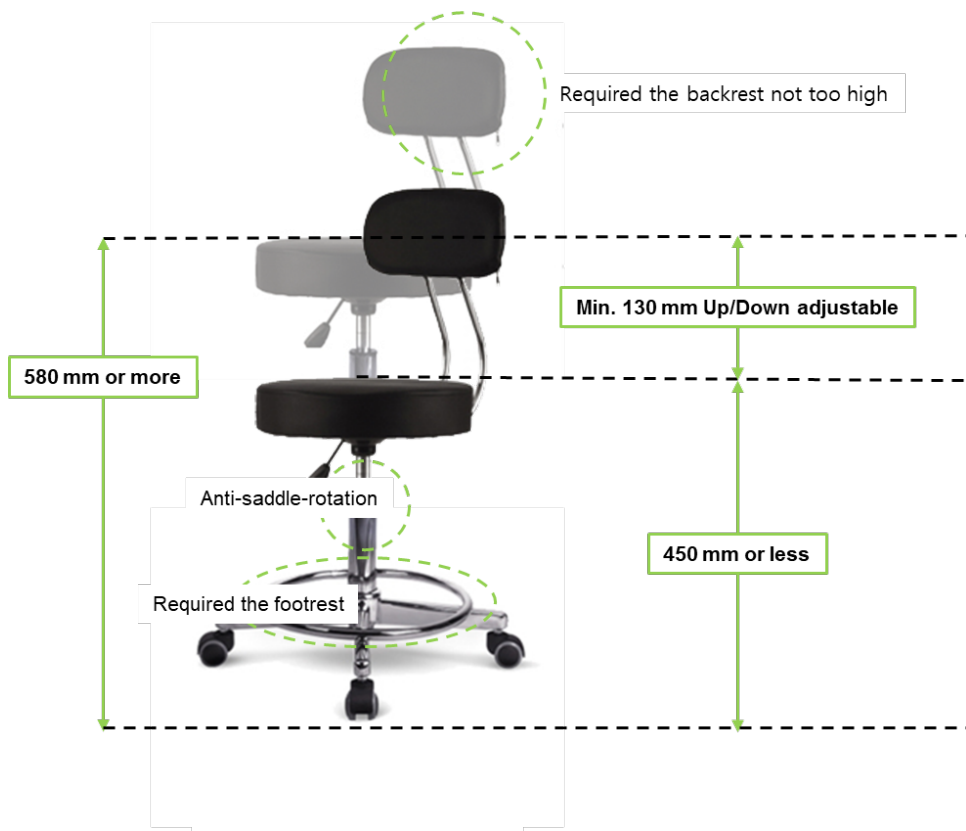 Required the backrest not too high
Min. 130 mm Up/Down adjustable
580 mm or more
Anti-saddle-rotation
450 mm or less
Required the footrest